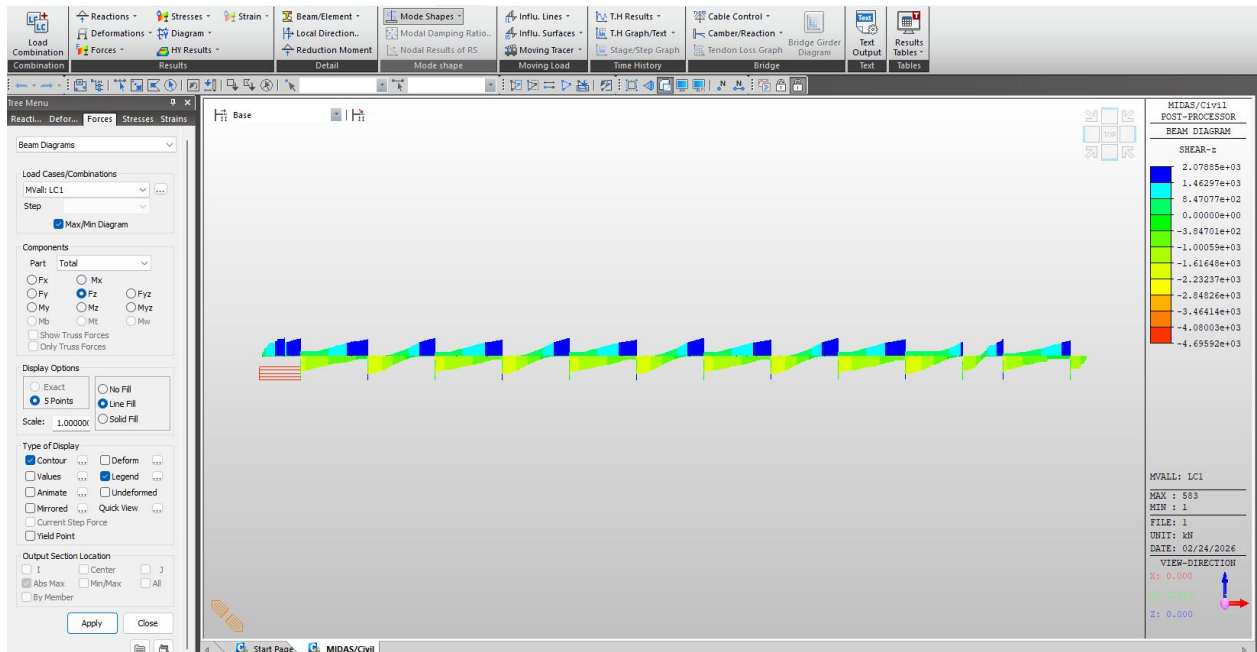 Reactions
Stresses
Strain
Beam/Element
Mode Shapes
Influ. Lines
T.H Results
Cable Control
Deformations
Diagram
Local Direction..
Modal Damping Ratio..
Influ. Surfaces
T.H Graph/Text
Camber/Reaction
Load
Combination
Forces
HY Results
Reduction Moment
Nodal Results of RS
Moving Tracer
Stage/Step Graph
Tendon Loss Graph
Bridge Girder
Diagram
Text
Text
Output
Results
Tables
Combination
Results
Detail
Mode shape
Moving Load
Time History
Bridge
Text
Tables
Tree Menu
Reacti... Defor... Forces Stresses Strains
Beam Diagrams
Load Cases/Combinations
MVall: LC1
...
Step
Max/Min Diagram
Components
Part Total
Fx Mx
Fy Fz Fyz
My Mz Myz
Mb Mt Mw
Show Truss Forces
Only Truss Forces
Display Options
Exact
5 Points
No Fill
Line Fill
Solid Fill
Scale: 1.00000
Type of Display
Contour ... Deform ...
Values ... Legend ...
Animate ... Undeformed
Mirrored ... Quick View ...
Current Step Force
Yield Point
Output Section Location
I Center J
Abs Max Min/Max All
By Member
Apply Close
Base
TOP
Start Page
MIDAS/Civil
MIDAS/Civil
POST-PROCESSOR
BEAM DIAGRAM
SHEAR-z
2.07885e+03
1.46297e+03
8.47077e+02
0.00000e+00
-3.84701e+02
-1.00059e+03
-1.61648e+03
-2.23237e+03
-2.84826e+03
-3.46414e+03
-4.08003e+03
-4.69592e+03
MVALL: LC1
MAX : 583
MIN : 1
FILE: 1
UNIT: kN
DATE: 02/24/2026
VIEW-DIRECTION
X: 0.000
Z: 0.000